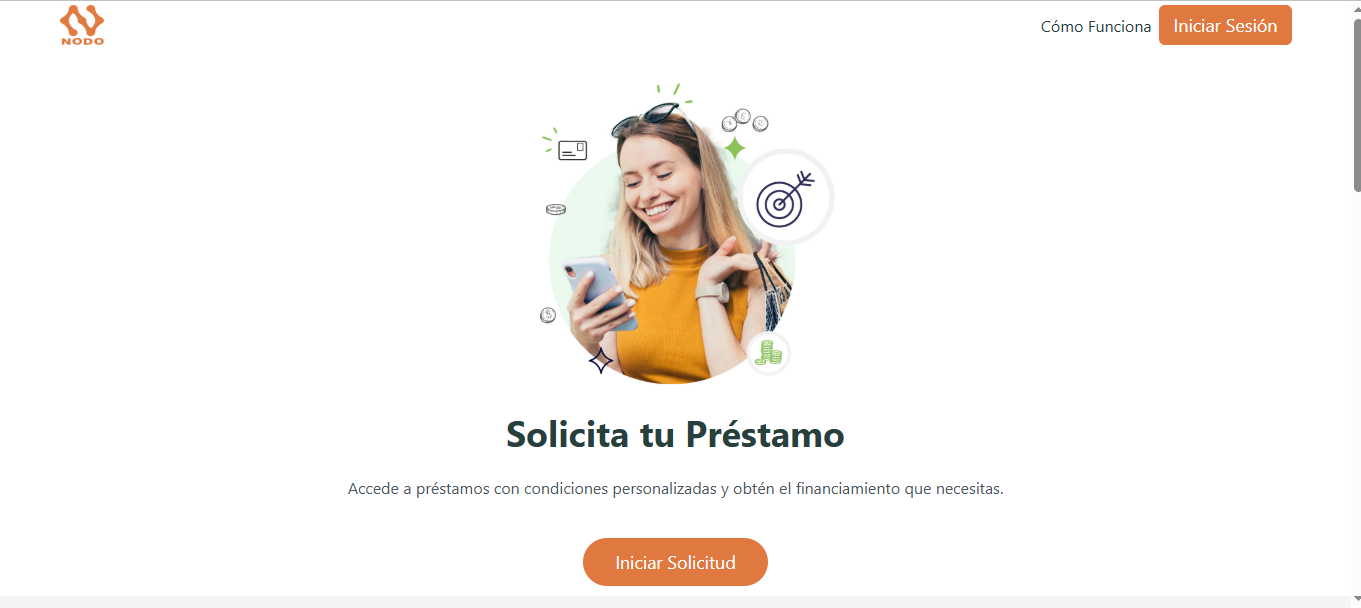 NODO
Cómo Funciona
Iniciar Sesión
Solicita tu Préstamo
Accede a préstamos con condiciones personalizadas y obtén el financiamiento que necesitas.
Iniciar Solicitud